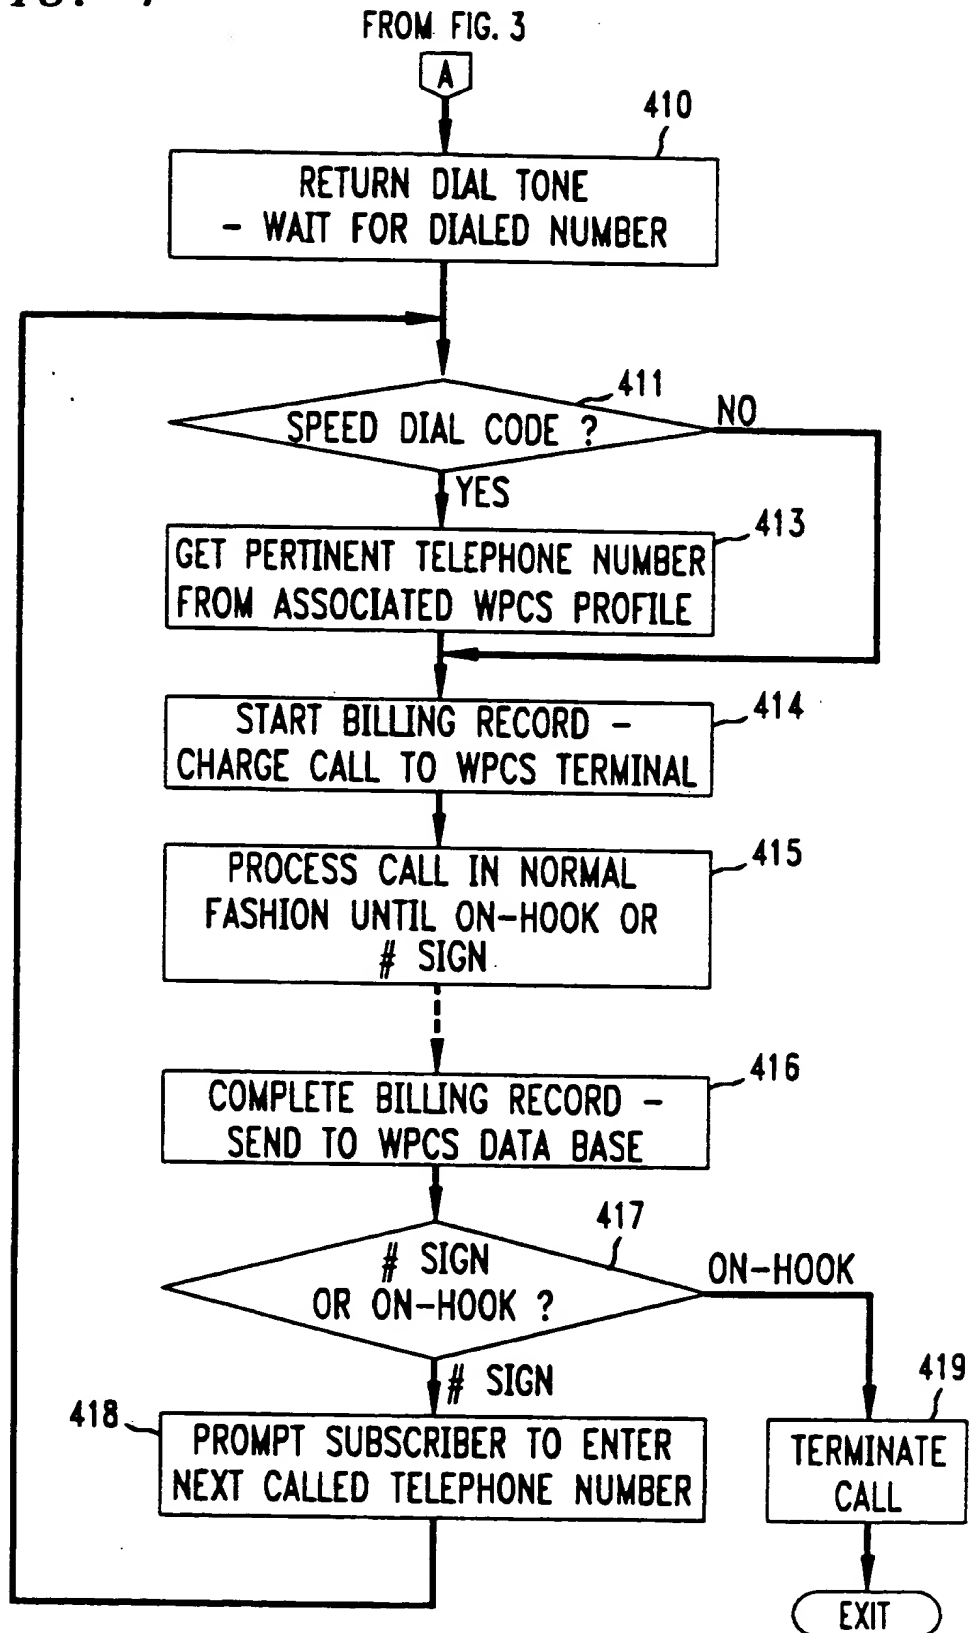 FROM FIG. 3
A
410
RETURN DIAL TONE
- WAIT FOR DIALED NUMBER
411
SPEED DIAL CODE ?
NO
YES
413
GET PERTINENT TELEPHONE NUMBER
FROM ASSOCIATED WPCS PROFILE
414
START BILLING RECORD -
CHARGE CALL TO WPCS TERMINAL
415
PROCESS CALL IN NORMAL
FASHION UNTIL ON-HOOK OR
# SIGN
416
COMPLETE BILLING RECORD -
SEND TO WPCS DATA BASE
417
# SIGN
OR ON-HOOK ?
ON-HOOK
# SIGN
418
PROMPT SUBSCRIBER TO ENTER
NEXT CALLED TELEPHONE NUMBER
419
TERMINATE
CALL
EXIT